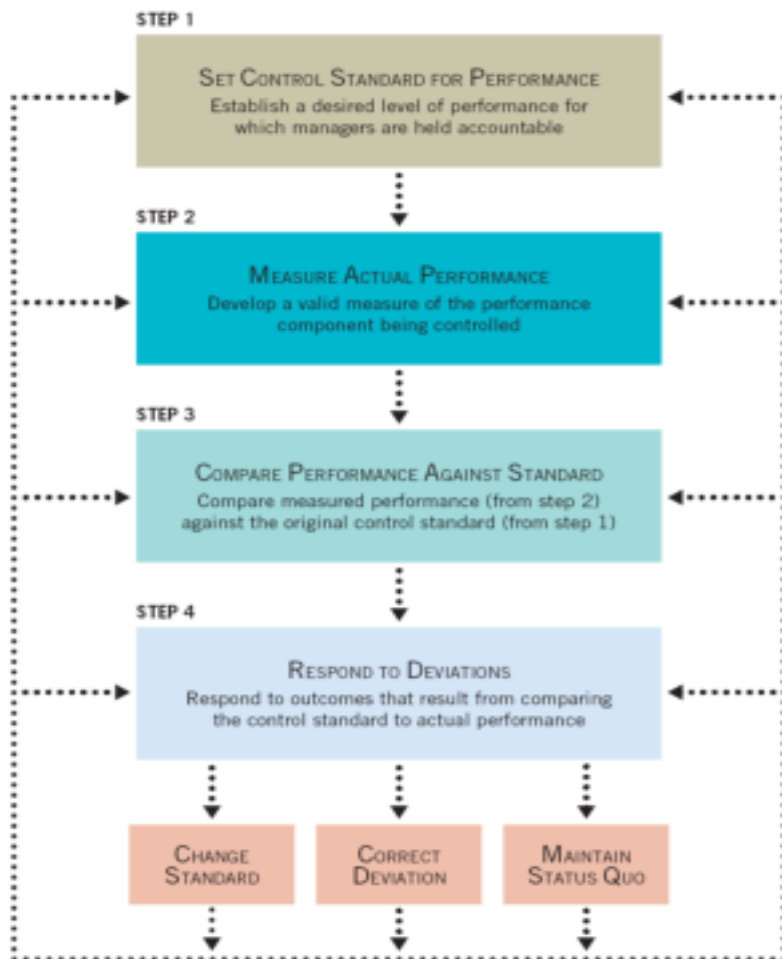 STEP 1
SET CONTROL STANDARD FOR PERFORMANCE
Establish a desired level of performance for
which managers are held accountable
STEP 2
MEASURE ACTUAL PERFORMANCE
Develop a valid measure of the performance
component being controlled
STEP 3
COMPARE PERFORMANCE AGAINST STANDARD
Compare measured performance (from step 2)
against the original control standard (from step 1)
STEP 4
RESPOND TO DEVIATIONS
Respond to outcomes that result from comparing
the control standard to actual performance
CHANGE
STANDARD
CORRECT
DEVIATION
MAINTAIN
STATUS QUO